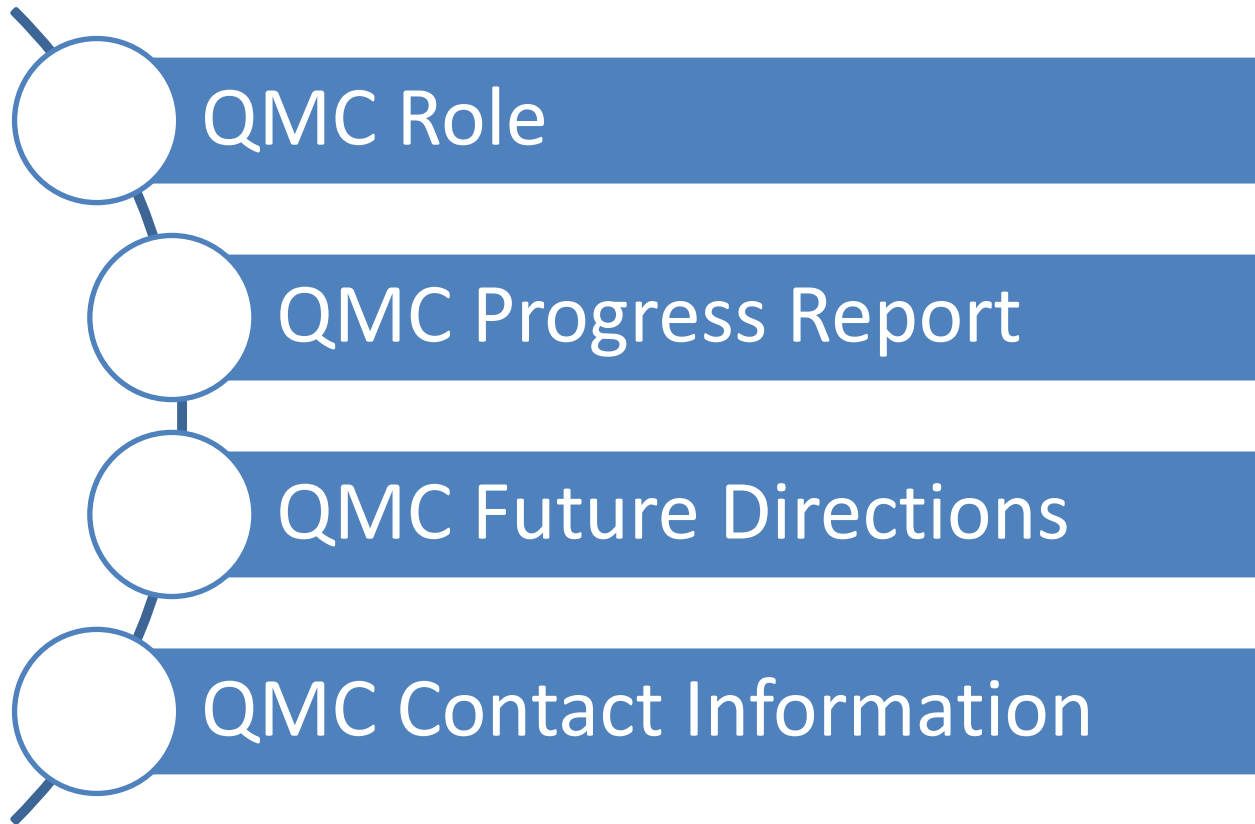 QMC Role
QMC Progress Report
QMC Future Directions
QMC Contact Information